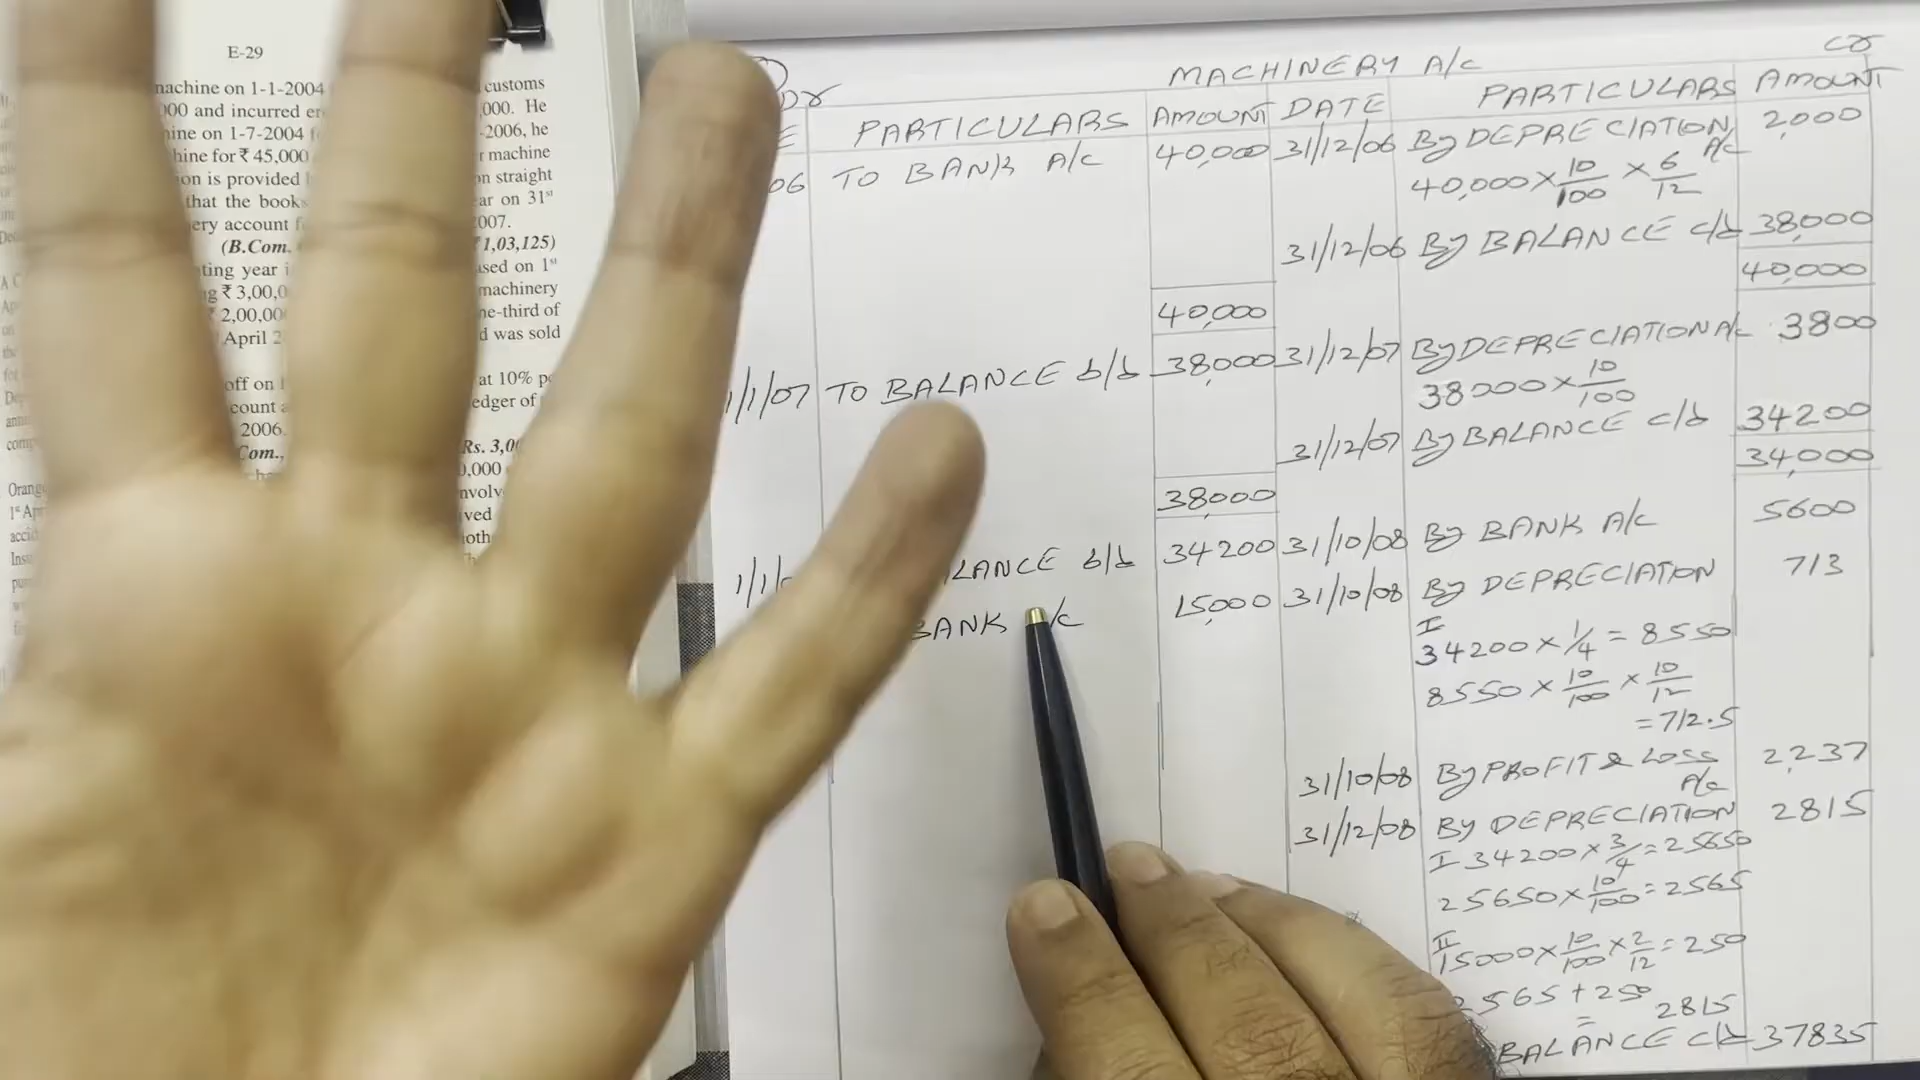 E-29
machine on 1-1-2004 customs
000 and incurred ,000. He
ine on 1-7-2004 -2006, he
hine for ₹ 45,000 machine
on is provided on straight
that the books ar on 31st
ery account 2007.
(B.Com. ₹1,03,125)
ting year used on 1st
₹ 3,00,0 machinery
₹ 2,00,00 ne-third of
April 2 d was sold
off on at 10%
count edger of
2006.
Com., Rs. 3,0
0,000
nvolv
Orang ved
1st Apr
MACHINERY A/c
Dr Cr
PARTICULARS AMOUNT DATE PARTICULARS AMOUNT
06 TO BANK A/c 40,000 31/12/06 By DEPRECIATION A/c 2,000
40,000 × 10/100 × 6/12
31/12/06 By BALANCE c/d 38,000
40,000
40,000
1/1/07 TO BALANCE b/d 38,000 31/12/07 By DEPRECIATION A/c 3800
38000 × 10/100
31/12/07 By BALANCE c/d 34200
34,000
38,000
1/1/ LANCE b/d 34200 31/10/08 By BANK A/c 5600
BANK A/c 15,000 31/10/08 By DEPRECIATION 713
I
34200 × 1/4 = 8550
8550 × 10/100 × 10/12
= 712.5
31/10/08 By PROFIT & LOSS A/c 2,237
31/12/08 By DEPRECIATION 2815
I 34200 × 3/4 = 25650
25650 × 10/100 = 2565
II
15000 × 10/100 × 2/12 = 250
2565 + 250
= 2815
BALANCE c/d 37835